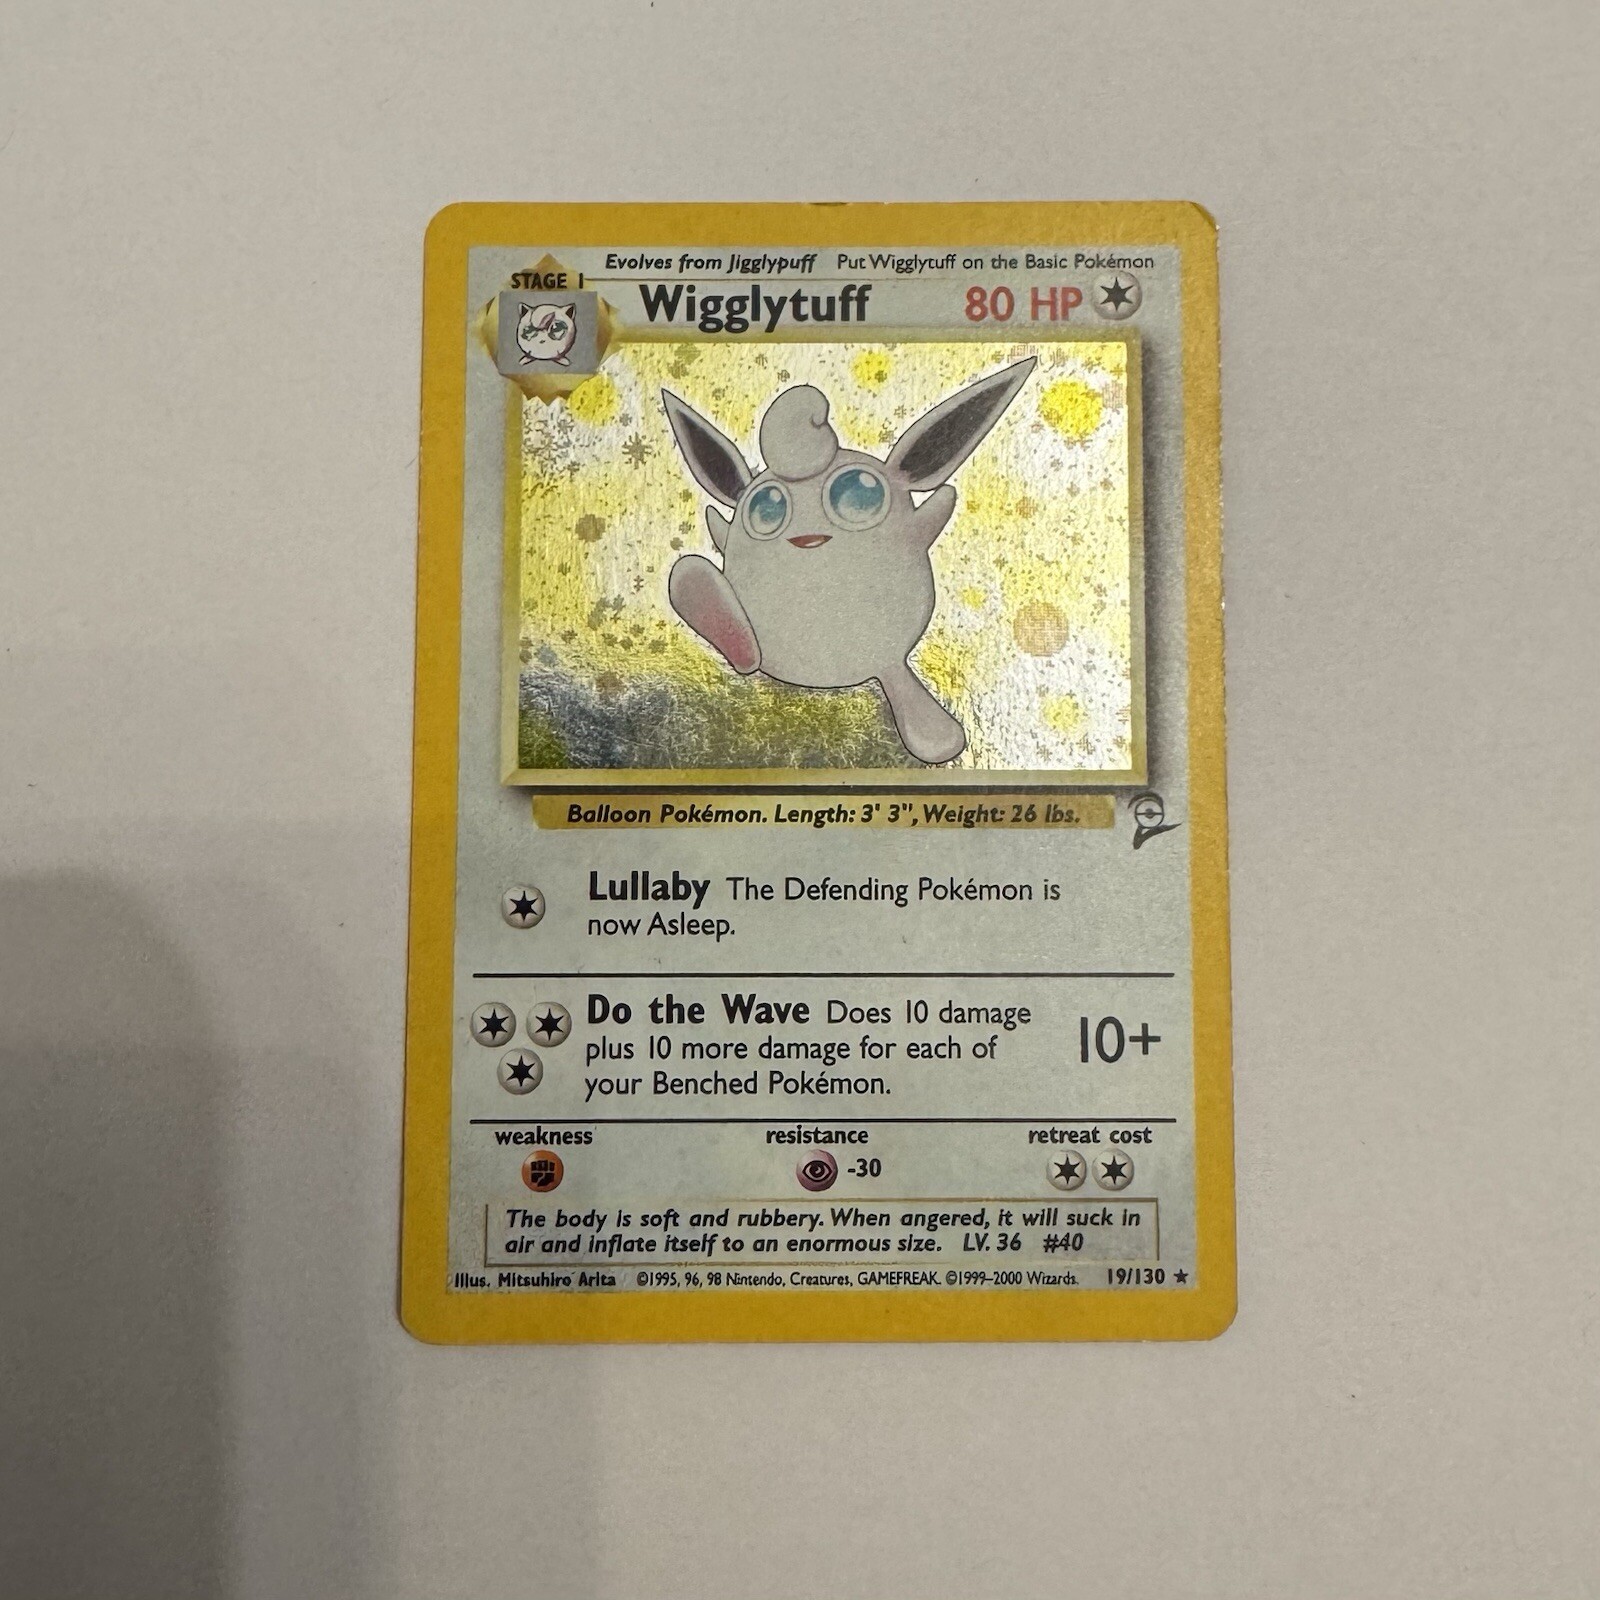 Evolves from Jigglypuff Put Wigglytuff on the Basic Pokémon
STAGE 1
Wigglytuff 80 HP
Balloon Pokémon. Length: 3' 3", Weight: 26 lbs.
Lullaby The Defending Pokémon is
now Asleep.
Do the Wave Does 10 damage
plus 10 more damage for each of
your Benched Pokémon.
10+
weakness resistance retreat cost
-30
The body is soft and rubbery. When angered, it will suck in
air and inflate itself to an enormous size. LV. 36 #40
Illus. Mitsuhiro Arita ©1995, 96, 98 Nintendo, Creatures, GAMEFREAK. ©1999–2000 Wizards. 19/130 ★